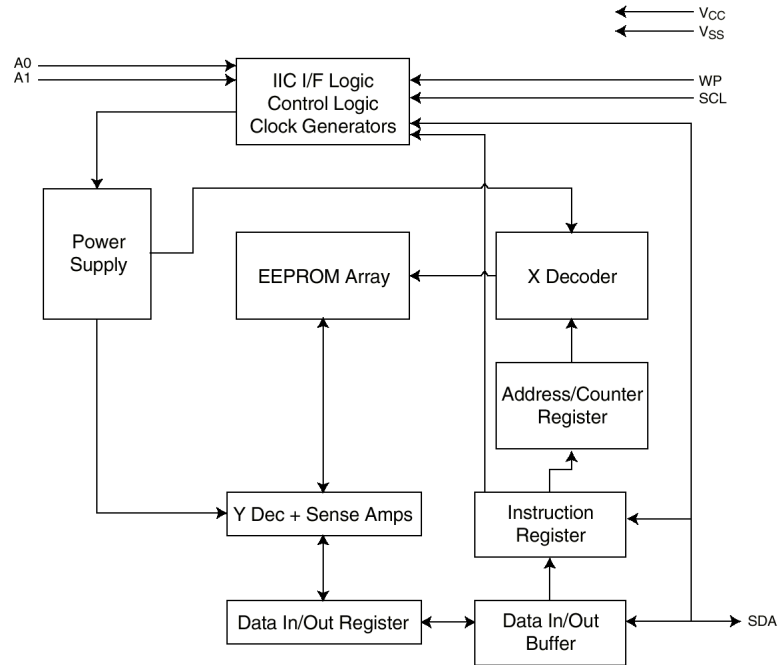 VCC
VSS
A0
A1
IIC I/F Logic
Control Logic
Clock Generators
WP
SCL
Power
Supply
EEPROM Array
X Decoder
Address/Counter
Register
Y Dec + Sense Amps
Instruction
Register
Data In/Out Register
Data In/Out
Buffer
SDA